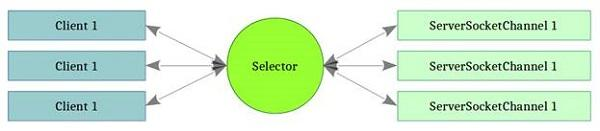 Client 1
ServerSocketChannel 1
Client 1
Selector
ServerSocketChannel 1
Client 1
ServerSocketChannel 1